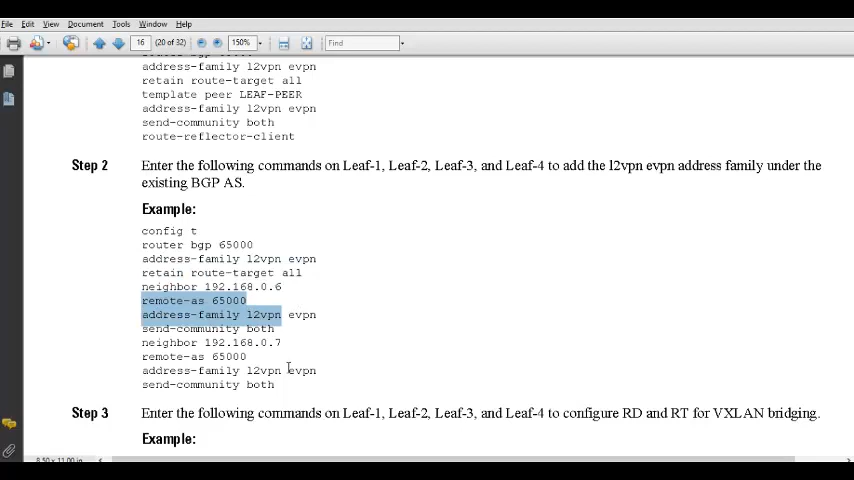 File Edit View Document Tools Window Help
16 (20 of 32) 150% Find
address-family l2vpn evpn
retain route-target all
template peer LEAF-PEER
address-family l2vpn evpn
send-community both
route-reflector-client
Step 2 Enter the following commands on Leaf-1, Leaf-2, Leaf-3, and Leaf-4 to add the l2vpn evpn address family under the
existing BGP AS.
Example:
config t
router bgp 65000
address-family l2vpn evpn
retain route-target all
neighbor 192.168.0.6
remote-as 65000
address-family l2vpn evpn
send-community both
neighbor 192.168.0.7
remote-as 65000
address-family l2vpn evpn
send-community both
Step 3 Enter the following commands on Leaf-1, Leaf-2, Leaf-3, and Leaf-4 to configure RD and RT for VXLAN bridging.
Example:
8.50 x 11.00 in